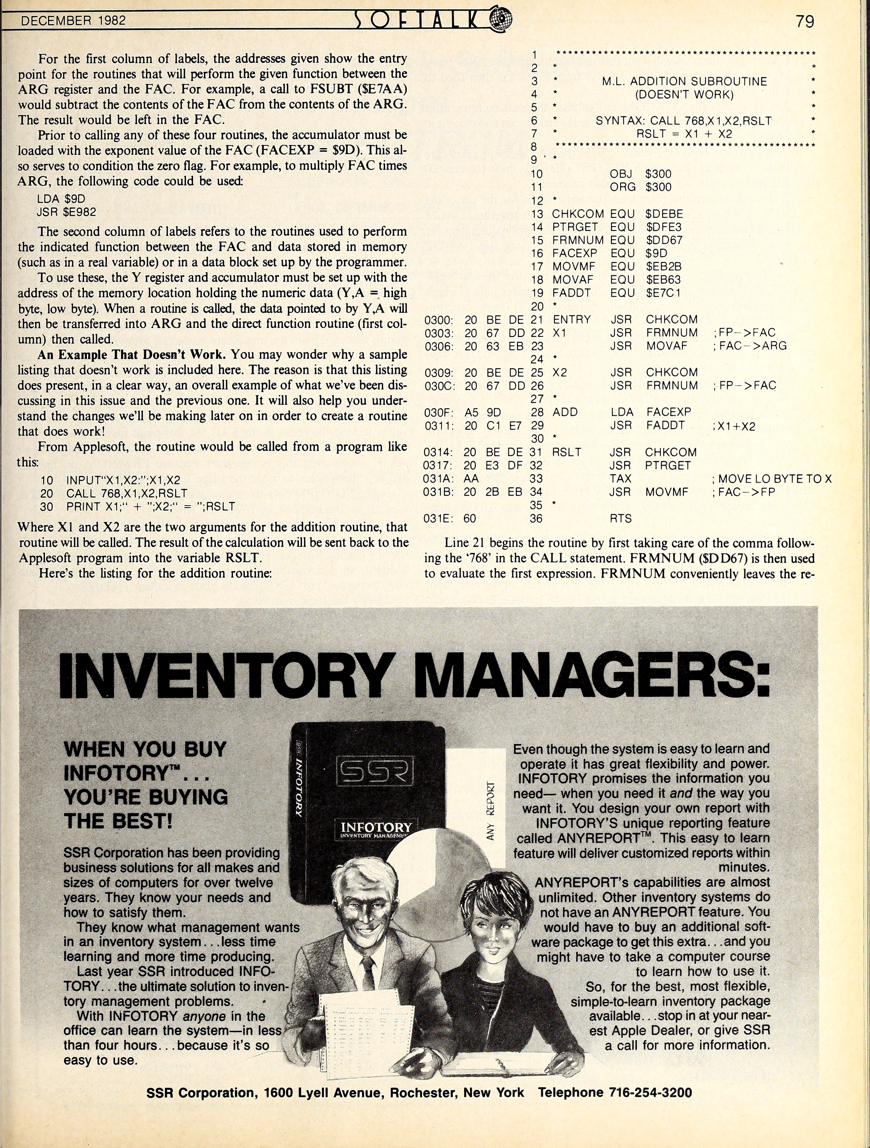 DECEMBER 1982
SOFTALK
79
For the first column of labels, the addresses given show the entry
point for the routines that will perform the given function between the
ARG register and the FAC. For example, a call to FSUBT ($E7AA)
would subtract the contents of the FAC from the contents of the ARG.
The result would be left in the FAC.
Prior to calling any of these four routines, the accumulator must be
loaded with the exponent value of the FAC (FACEXP = $9D). This al-
so serves to condition the zero flag. For example, to multiply FAC times
ARG, the following code could be used:
LDA $9D
JSR $E982
The second column of labels refers to the routines used to perform
the indicated function between the FAC and data stored in memory
(such as in a real variable) or in a data block set up by the programmer.
To use these, the Y register and accumulator must be set up with the
address of the memory location holding the numeric data (Y,A = high
byte, low byte). When a routine is called, the data pointed to by Y,A will
then be transferred into ARG and the direct function routine (first col-
umn) then called.
An Example That Doesn't Work. You may wonder why a sample
listing that doesn't work is included here. The reason is that this listing
does present, in a clear way, an overall example of what we've been dis-
cussing in this issue and the previous one. It will also help you under-
stand the changes we'll be making later on in order to create a routine
that does work!
From Applesoft, the routine would be called from a program like
this:
10 INPUT"X1,X2:";X1,X2
20 CALL 768,X1,X2,RSLT
30 PRINT X1;" + ";X2;" = ";RSLT
Where X1 and X2 are the two arguments for the addition routine, that
routine will be called. The result of the calculation will be sent back to the
Applesoft program into the variable RSLT.
Here's the listing for the addition routine:
1 ********************************************
2 * *
3 * M.L. ADDITION SUBROUTINE *
4 * (DOESN'T WORK) *
5 * *
6 * SYNTAX: CALL 768,X1,X2,RSLT *
7 * RSLT = X1 + X2 *
8 ********************************************
9 *
10 OBJ $300
11 ORG $300
12 *
13 CHKCOM EQU $DEBE
14 PTRGET EQU $DFE3
15 FRMNUM EQU $DD67
16 FACEXP EQU $9D
17 MOVMF EQU $EB2B
18 MOVAF EQU $EB63
19 FADDT EQU $E7C1
20 *
0300: 20 BE DE 21 ENTRY JSR CHKCOM
0303: 20 67 DD 22 X1 JSR FRMNUM ;FP->FAC
0306: 20 63 EB 23 JSR MOVAF ;FAC->ARG
24 *
0309: 20 BE DE 25 X2 JSR CHKCOM
030C: 20 67 DD 26 JSR FRMNUM ;FP->FAC
27 *
030F: A5 9D 28 ADD LDA FACEXP
0311: 20 C1 E7 29 JSR FADDT ;X1+X2
30 *
0314: 20 BE DE 31 RSLT JSR CHKCOM
0317: 20 E3 DF 32 JSR PTRGET
031A: AA 33 TAX ; MOVE LO BYTE TO X
031B: 20 2B EB 34 JSR MOVMF ; FAC->FP
35 *
031E: 60 36 RTS
Line 21 begins the routine by first taking care of the comma follow-
ing the '768' in the CALL statement. FRMNUM ($DD67) is then used
to evaluate the first expression. FRMNUM conveniently leaves the re-
INVENTORY MANAGERS:
WHEN YOU BUY
INFOTORY™...
YOU'RE BUYING
THE BEST!
SSR Corporation has been providing
business solutions for all makes and
sizes of computers for over twelve
years. They know your needs and
how to satisfy them.
They know what management wants
in an inventory system...less time
learning and more time producing.
Last year SSR introduced INFO-
TORY...the ultimate solution to inven-
tory management problems.
With INFOTORY anyone in the
office can learn the system—in less
than four hours...because it's so
easy to use.
SSR INFOTORY
SSR
INFOTORY
INVENTORY MANAGEMENT
ANY REPORT
Even though the system is easy to learn and
operate it has great flexibility and power.
INFOTORY promises the information you
need— when you need it and the way you
want it. You design your own report with
INFOTORY'S unique reporting feature
called ANYREPORT™. This easy to learn
feature will deliver customized reports within
minutes.
ANYREPORT's capabilities are almost
unlimited. Other inventory systems do
not have an ANYREPORT feature. You
would have to buy an additional soft-
ware package to get this extra...and you
might have to take a computer course
to learn how to use it.
So, for the best, most flexible,
simple-to-learn inventory package
available...stop in at your near-
est Apple Dealer, or give SSR
a call for more information.
SSR Corporation, 1600 Lyell Avenue, Rochester, New York Telephone 716-254-3200